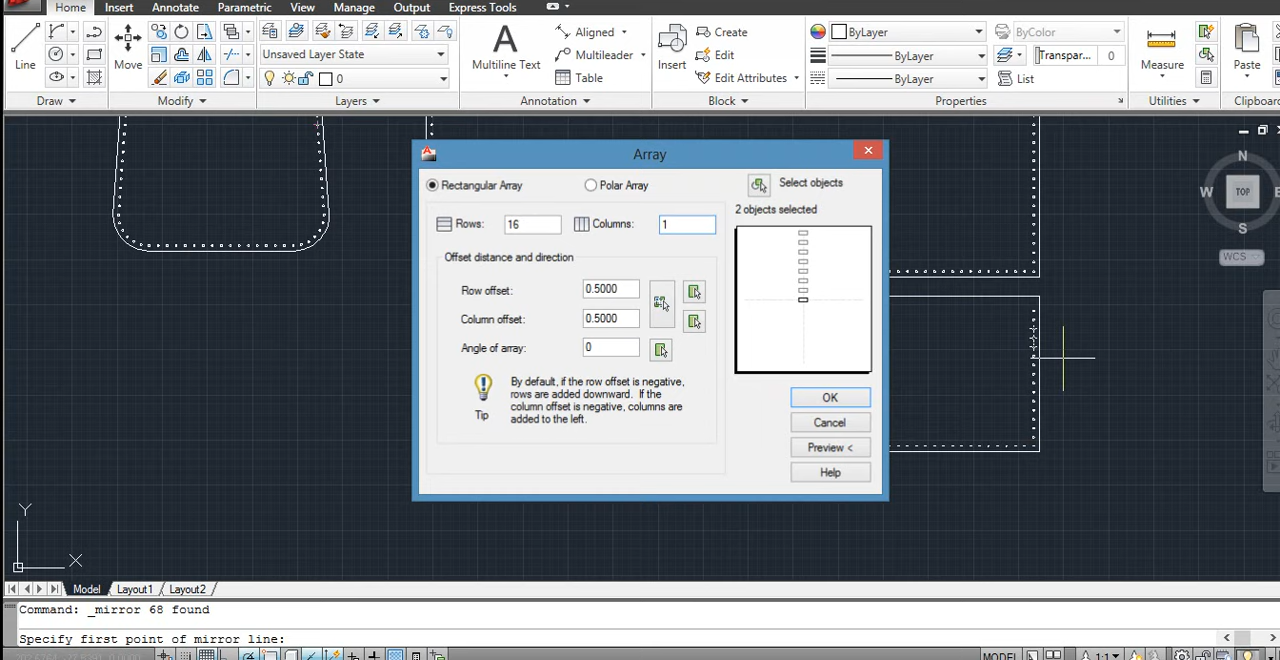 Home Insert Annotate Parametric View Manage Output Express Tools
Line
Move
Unsaved Layer State
0
Multiline Text
Aligned
Multileader
Table
Insert
Create
Edit
Edit Attributes
ByLayer
ByLayer
ByLayer
ByColor
Transpar... 0
List
Measure
Paste
Draw Modify Layers Annotation Block Properties Utilities Clipboard
Array
Rectangular Array
Polar Array
Select objects
2 objects selected
Rows: 16
Columns: 1
Offset distance and direction
Row offset: 0.5000
Column offset: 0.5000
Angle of array: 0
Tip
By default, if the row offset is negative,
rows are added downward. If the
column offset is negative, columns are
added to the left.
OK
Cancel
Preview <
Help
N
W TOP E
S
WCS
Y
X
Model Layout1 Layout2
Command: _mirror 68 found
Specify first point of mirror line:
MODEL 1:1